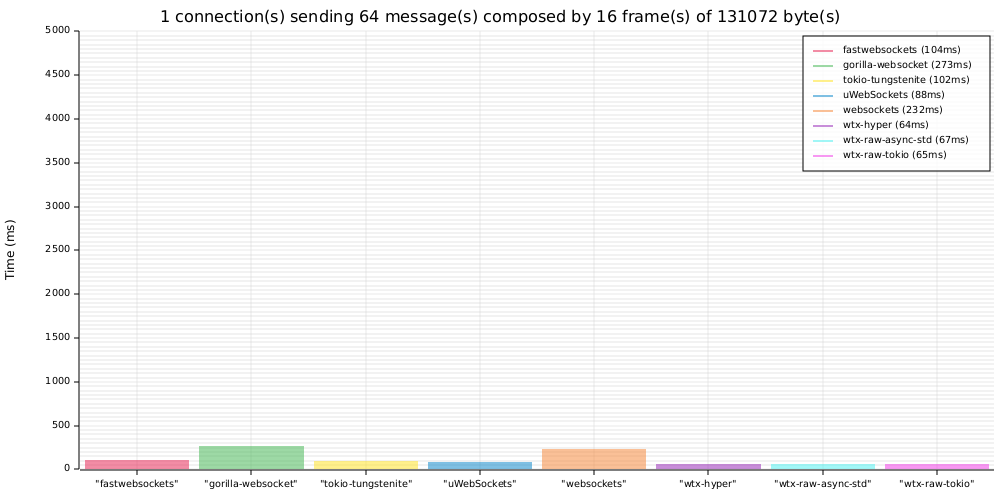 1 connection(s) sending 64 message(s) composed by 16 frame(s) of 131072 byte(s)
Time (ms)
5000
4500
4000
3500
3000
2500
2000
1500
1000
500
0
fastwebsockets (104ms)
gorilla-websocket (273ms)
tokio-tungstenite (102ms)
uWebSockets (88ms)
websockets (232ms)
wtx-hyper (64ms)
wtx-raw-async-std (67ms)
wtx-raw-tokio (65ms)
"fastwebsockets" "gorilla-websocket" "tokio-tungstenite" "uWebSockets" "websockets" "wtx-hyper" "wtx-raw-async-std" "wtx-raw-tokio"